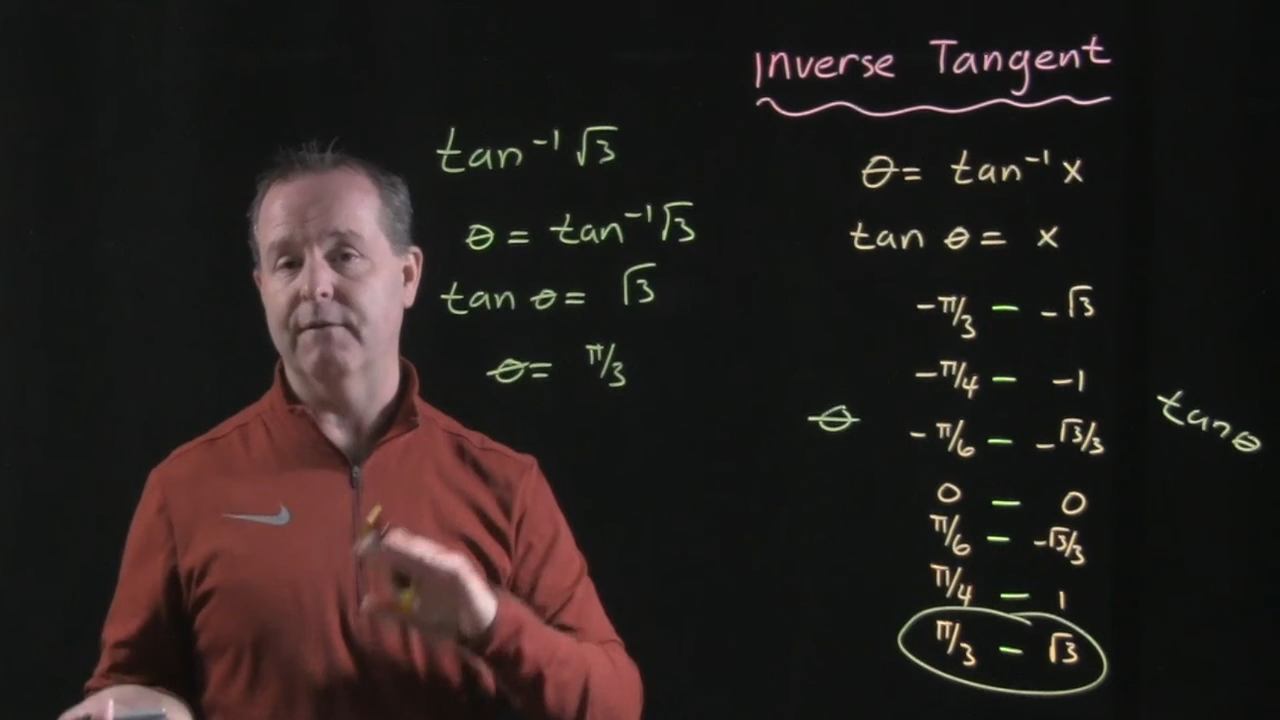 Inverse Tangent
tan⁻¹ √3
θ = tan⁻¹ √3
tan θ = √3
θ = π/3
θ = tan⁻¹ x
tan θ = x
θ
tan θ
-π/3 — -√3
-π/4 — -1
-π/6 — -√3/3
0 — 0
π/6 — -√3/3
π/4 — 1
π/3 — √3